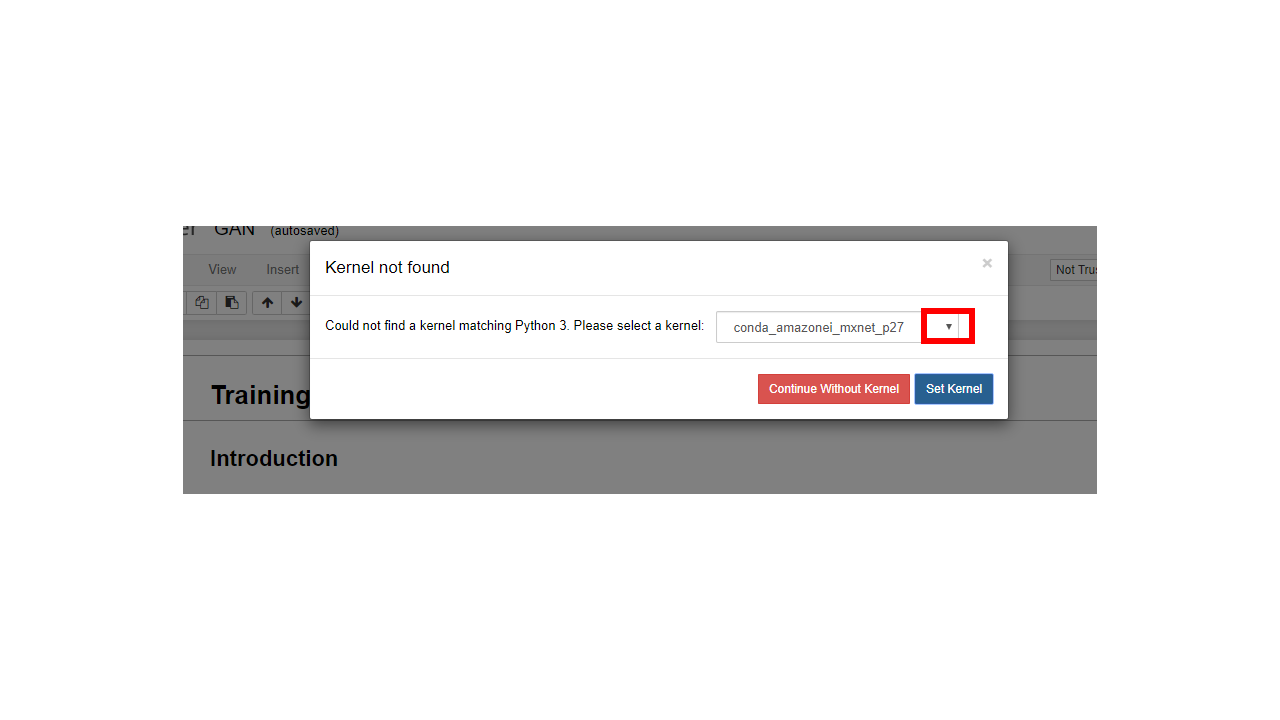 GAN (autosaved)
Kernel not found
×
View Insert
Not Trus
Could not find a kernel matching Python 3. Please select a kernel:
conda_amazonei_mxnet_p27
Continue Without Kernel
Set Kernel
Training
Introduction